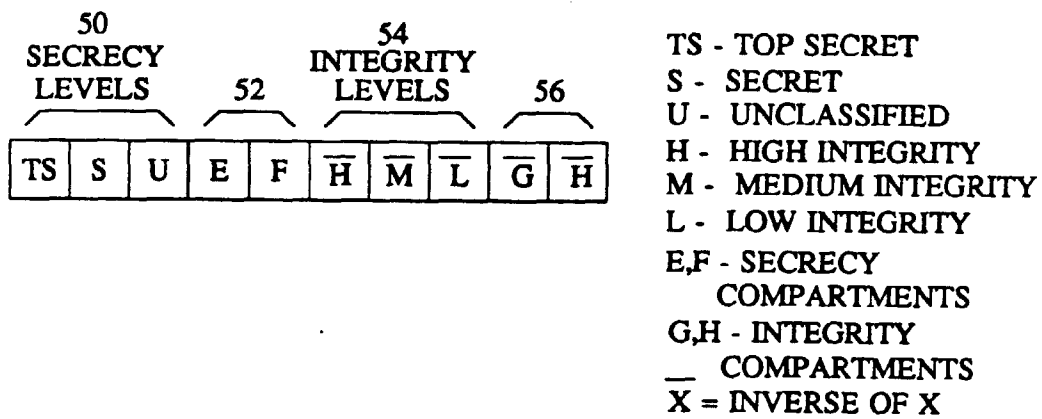 50
SECRECY
LEVELS
52
54
INTEGRITY
LEVELS
56
TS S U E F H̅ M̅ L̅ G̅ H̅
TS - TOP SECRET
S - SECRET
U - UNCLASSIFIED
H - HIGH INTEGRITY
M - MEDIUM INTEGRITY
L - LOW INTEGRITY
E,F - SECRECY
COMPARTMENTS
G,H - INTEGRITY
COMPARTMENTS
X̅ = INVERSE OF X